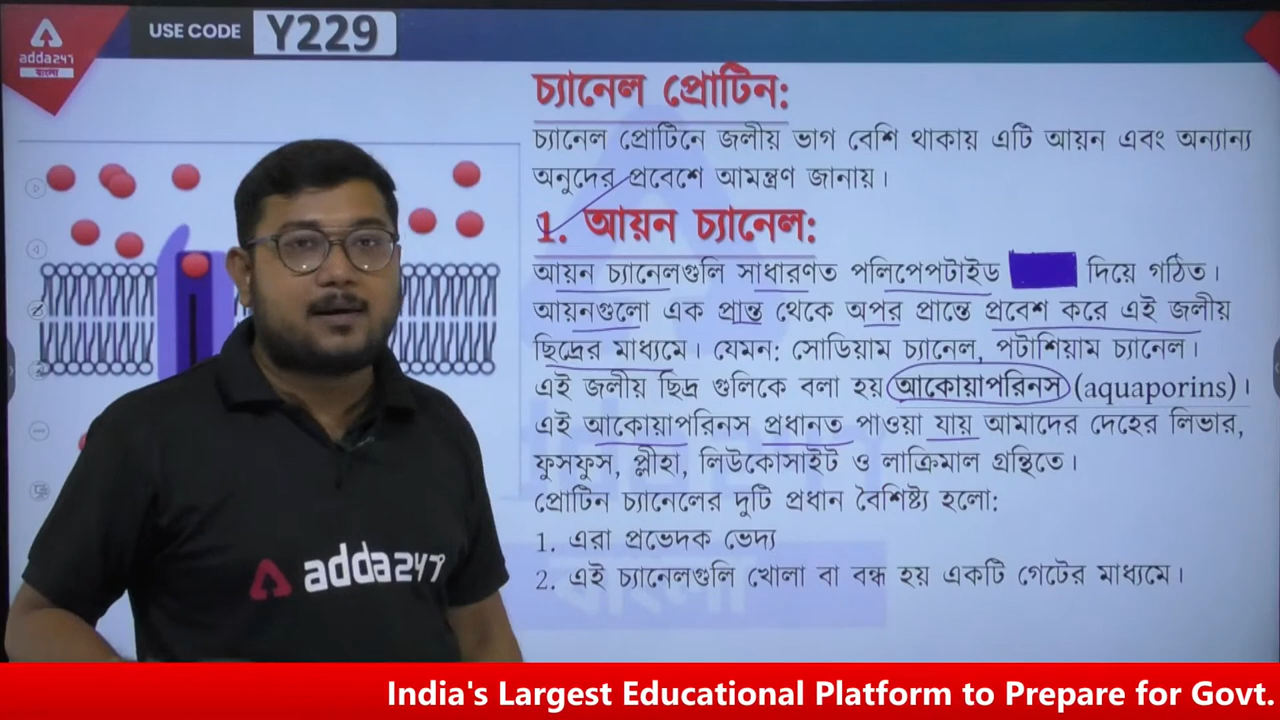 adda247
বাংলা
USE CODE Y229
চ্যানেল প্রোটিন:
চ্যানেল প্রোটিনে জলীয় ভাগ বেশি থাকায় এটি আয়ন এবং অন্যান্য
অনুদের প্রবেশে আমন্ত্রণ জানায়।
1. আয়ন চ্যানেল:
আয়ন চ্যানেলগুলি সাধারণত পলিপেপটাইড দিয়ে গঠিত।
আয়নগুলো এক প্রান্ত থেকে অপর প্রান্তে প্রবেশ করে এই জলীয়
ছিদ্রের মাধ্যমে। যেমন: সোডিয়াম চ্যানেল, পটাশিয়াম চ্যানেল।
এই জলীয় ছিদ্র গুলিকে বলা হয় আকোয়াপরিনস (aquaporins)।
এই আকোয়াপরিনস প্রধানত পাওয়া যায় আমাদের দেহের লিভার,
ফুসফুস, প্লীহা, লিউকোসাইট ও লাক্রিমাল গ্রন্থিতে।
প্রোটিন চ্যানেলের দুটি প্রধান বৈশিষ্ট্য হলো:
1. এরা প্রভেদক ভেদ্য
2. এই চ্যানেলগুলি খোলা বা বন্ধ হয় একটি গেটের মাধ্যমে।
adda247
বাংলা
India's Largest Educational Platform to Prepare for Govt.